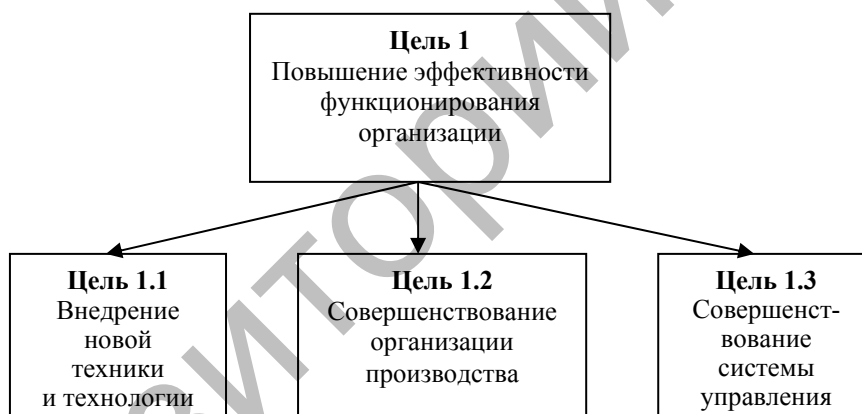 Цель 1
Повышение эффективности
функционирования
организации
Цель 1.1
Внедрение
новой
техники
и технологии
Цель 1.2
Совершенствование
организации
производства
Цель 1.3
Совершенст-
вование
системы
управления